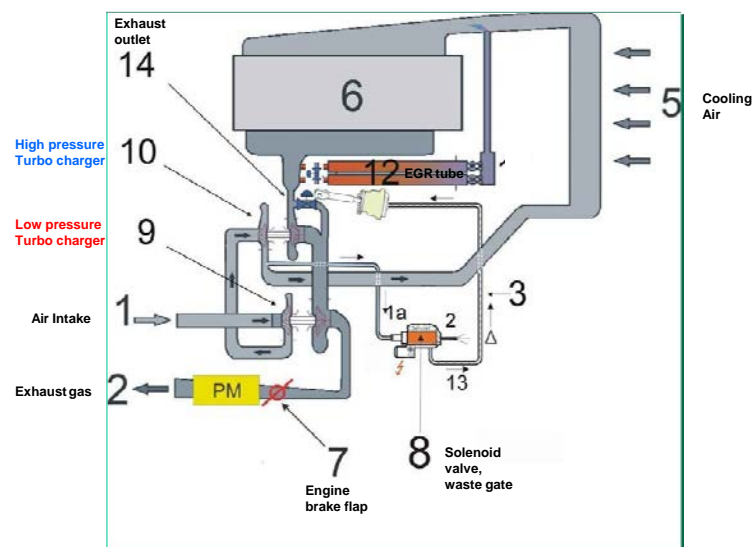 Exhaust
outlet
14
6
5
Cooling
Air
High pressure
Turbo charger
10
12 EGR tube
Low pressure
Turbo charger
9
3
Air Intake
1
1a
2
13
Exhaust gas
2
PM
7
Engine
brake flap
8
Solenoid
valve,
waste gate